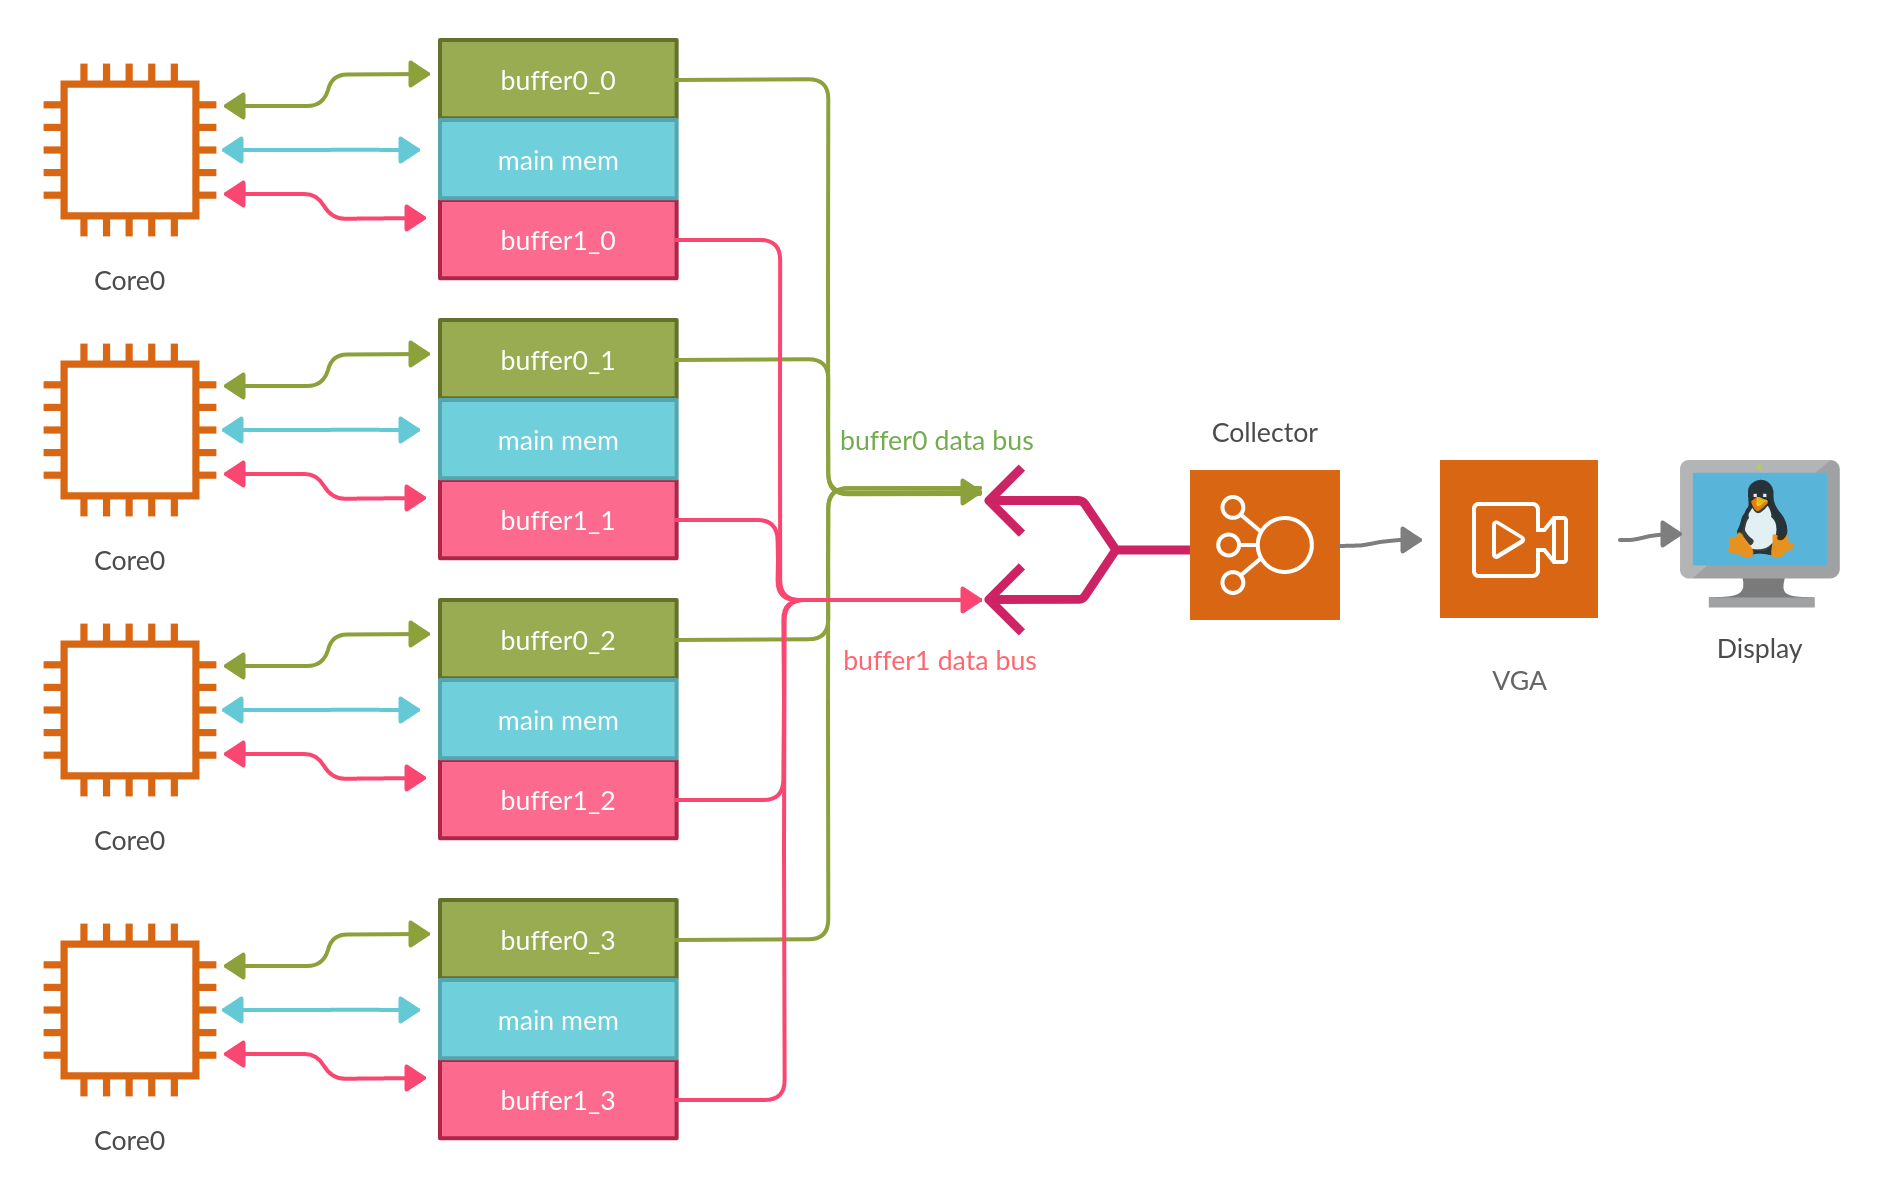 buffer0_0
main mem
buffer1_0
Core0
buffer0_1
main mem
buffer1_1
Core0
buffer0_2
main mem
buffer1_2
Core0
buffer0_3
main mem
buffer1_3
Core0
buffer0 data bus
buffer1 data bus
Collector
VGA
Display